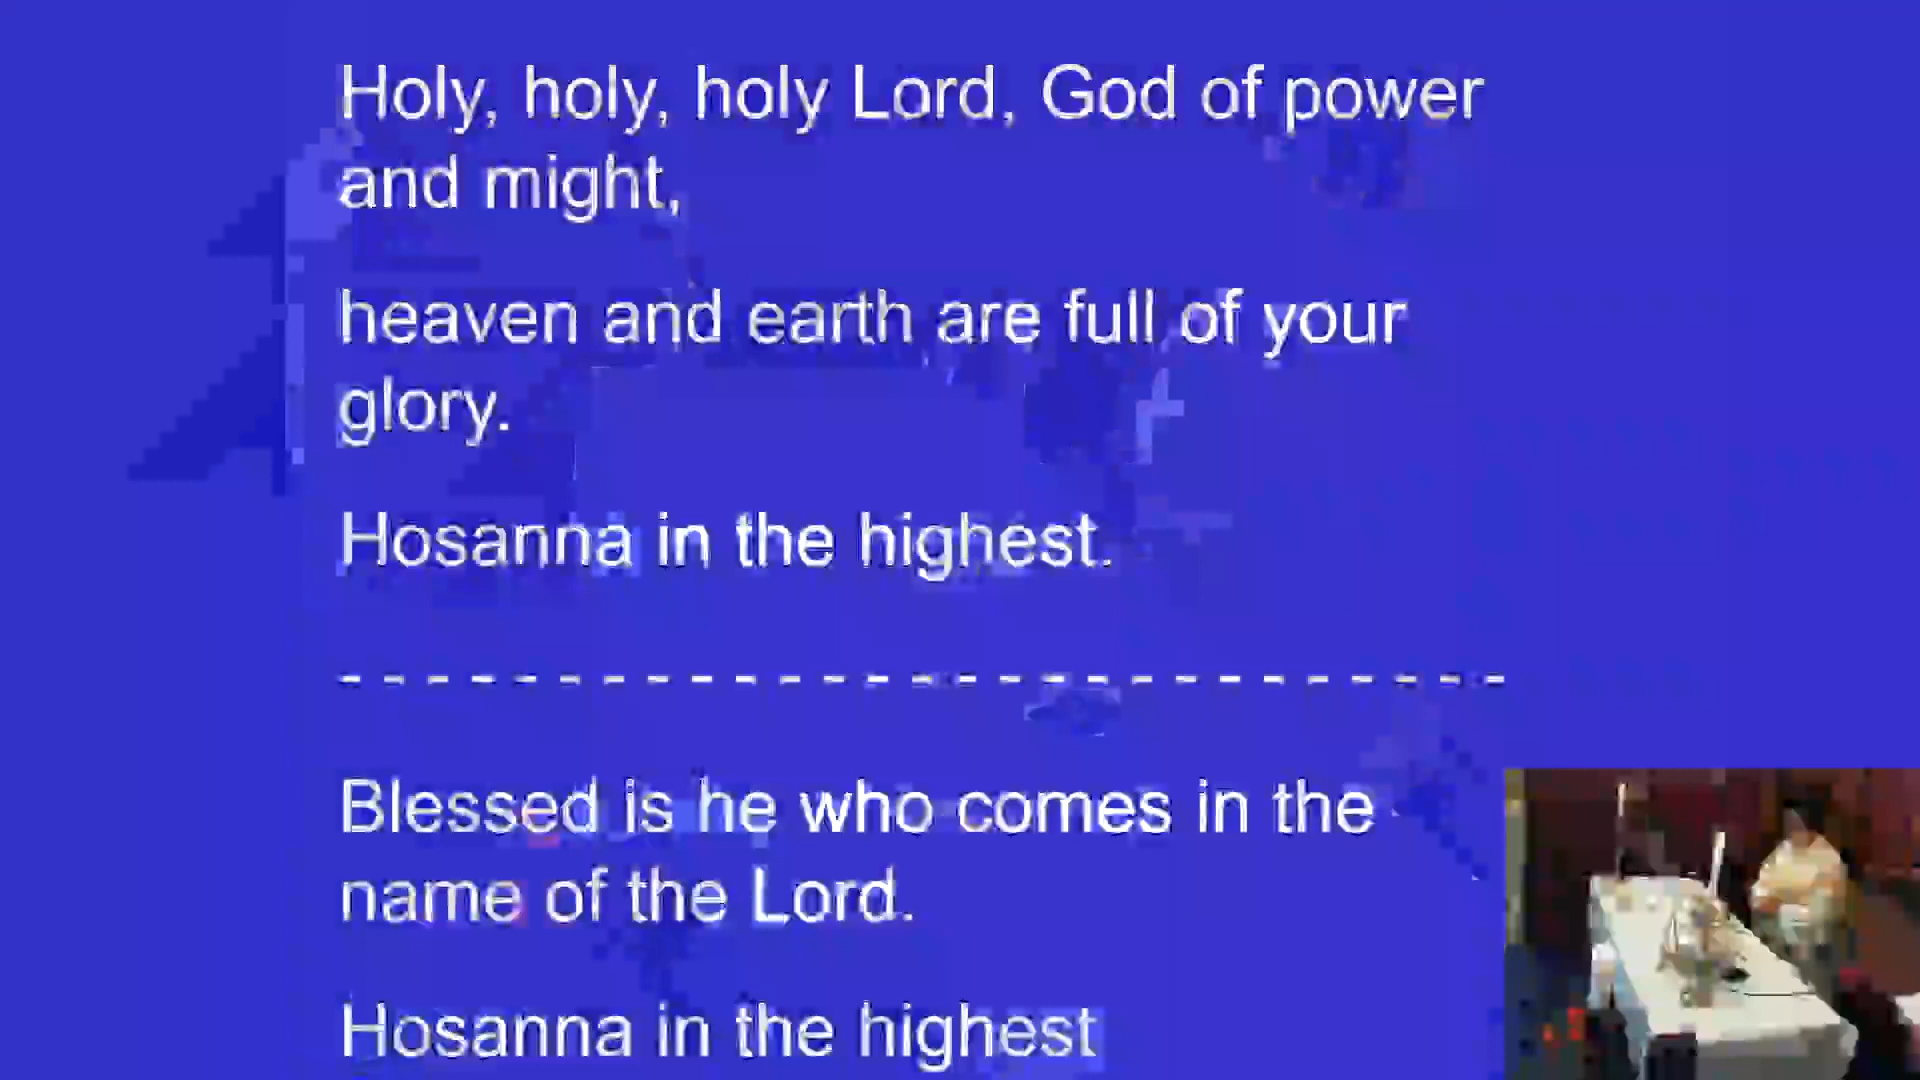 Holy, holy, holy Lord, God of power
and might,
heaven and earth are full of your
glory.
Hosanna in the highest.
- - - - - - - - - - - - - - - - - - - - - - - - - - -
Blessed is he who comes in the
name of the Lord.
Hosanna in the highest